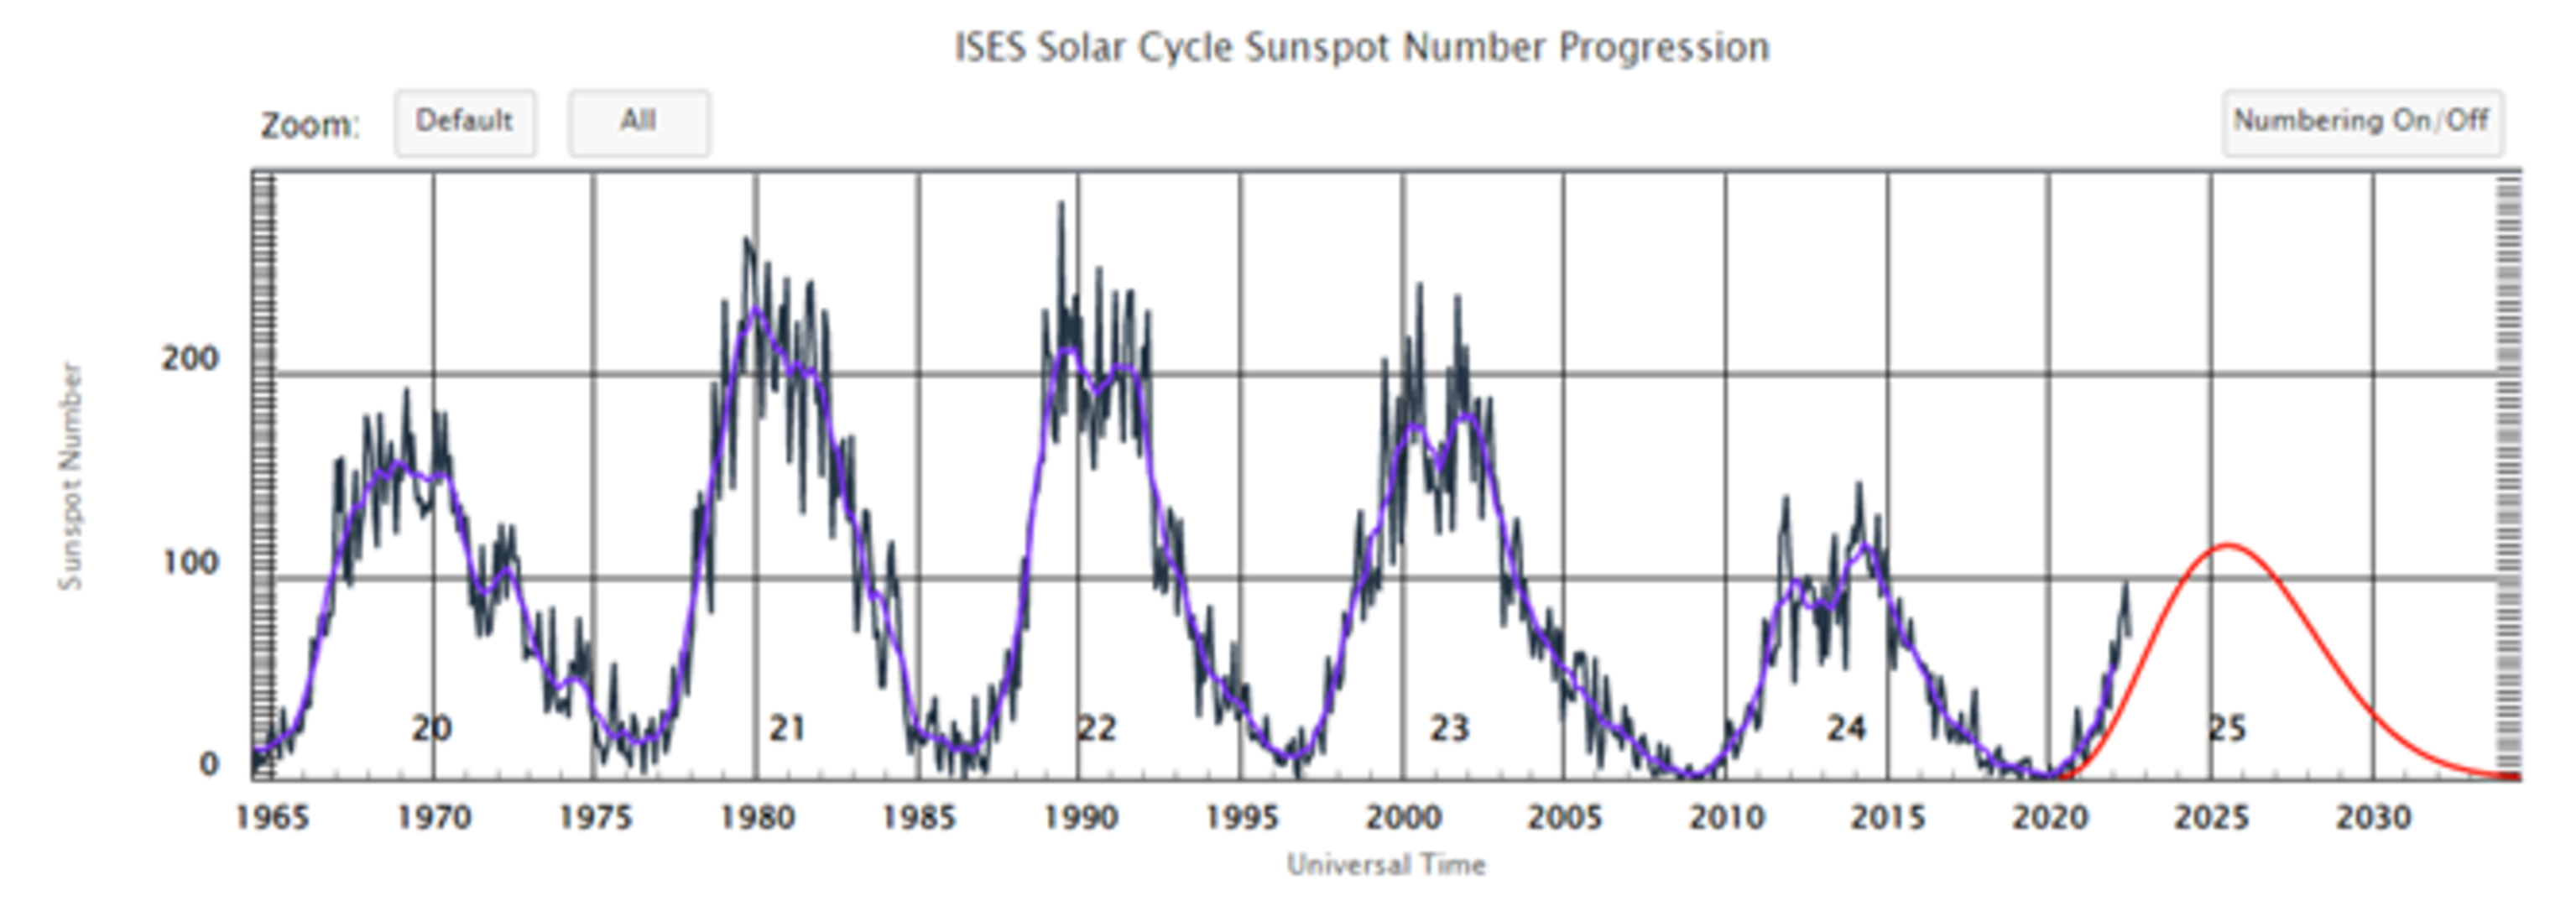 ISES Solar Cycle Sunspot Number Progression
Zoom: Default All Numbering On/Off
Sunspot Number
200
100
0
20 21 22 23 24 25
1965 1970 1975 1980 1985 1990 1995 2000 2005 2010 2015 2020 2025 2030
Universal Time